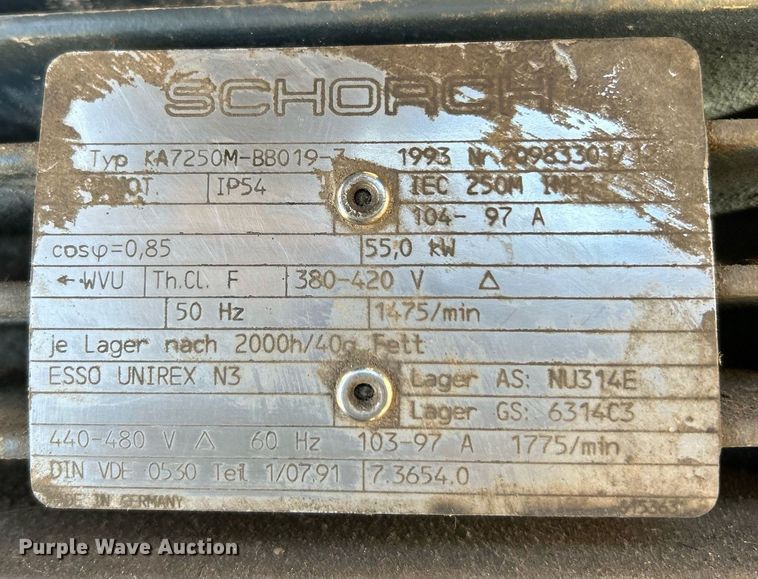 SCHORCH
Typ KA7250M-BB019- 1993 Nr
MOT. IP54 IEC 250M IMB3
104- 97 A
cosφ=0,85 55,0 kW
←WVU Th.Cl. F 380-420 V Δ
50 Hz 1475/min
je Lager nach 2000h/40g Fett
ESSO UNIREX N3 Lager AS: NU314E
Lager GS: 6314C3
440-480 V Δ 60 Hz 103-97 A 1775/min
DIN VDE 0530 Teil 1/07.91 7.3654.0
MADE IN GERMANY
Purple Wave Auction